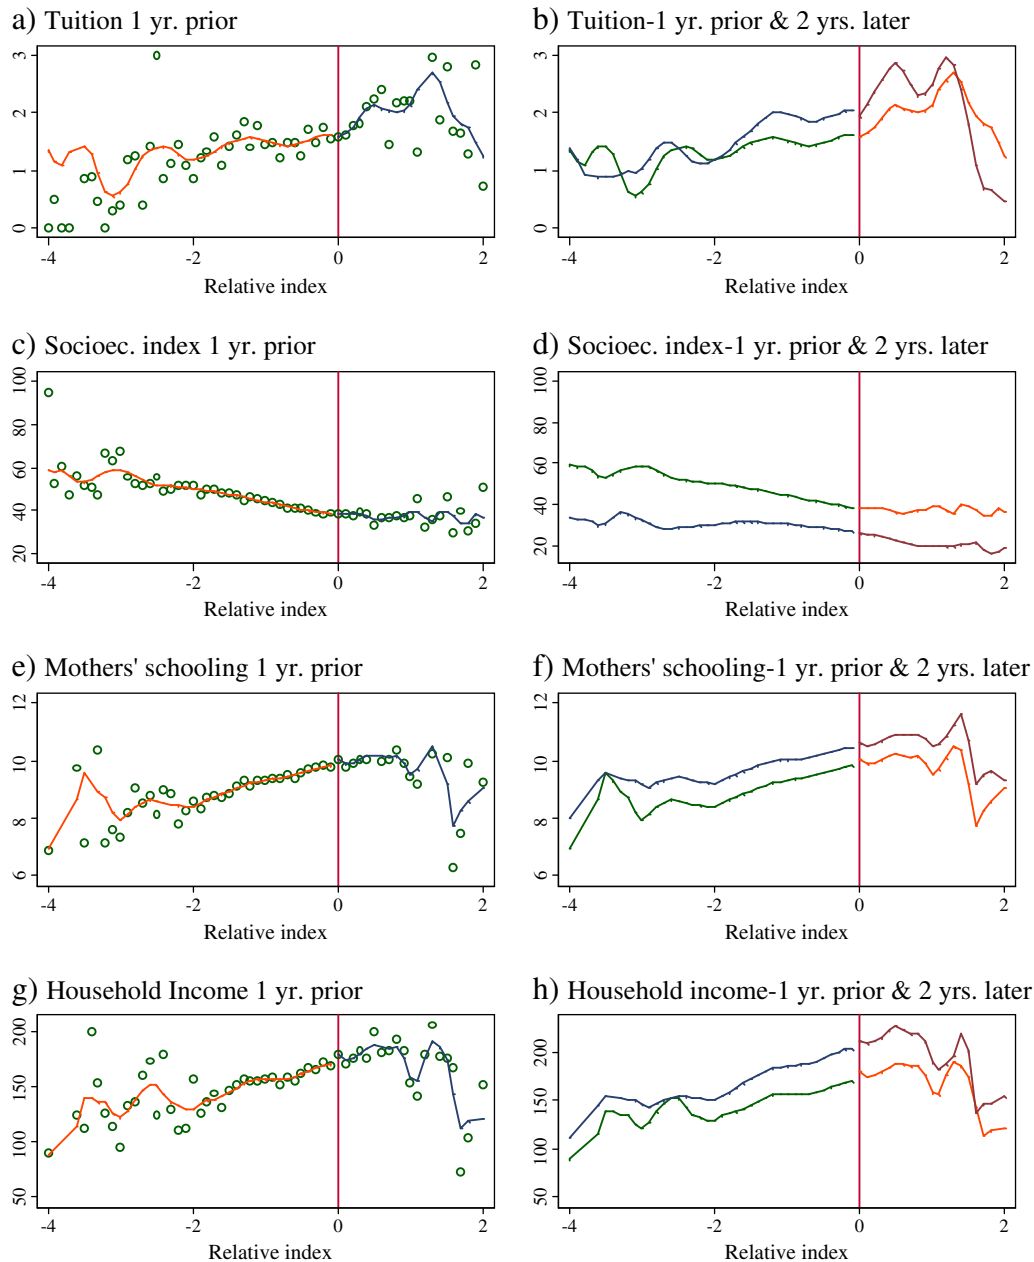 a) Tuition 1 yr. prior
3
2
1
0
-4 -2 0 2
Relative index
b) Tuition-1 yr. prior & 2 yrs. later
3
2
1
0
-4 -2 0 2
Relative index
c) Socioec. index 1 yr. prior
100
80
60
40
20
-4 -2 0 2
Relative index
d) Socioec. index-1 yr. prior & 2 yrs. later
100
80
60
40
20
-4 -2 0 2
Relative index
e) Mothers' schooling 1 yr. prior
12
10
8
6
-4 -2 0 2
Relative index
f) Mothers' schooling-1 yr. prior & 2 yrs. later
12
10
8
6
-4 -2 0 2
Relative index
g) Household Income 1 yr. prior
200
150
100
50
-4 -2 0 2
Relative index
h) Household income-1 yr. prior & 2 yrs. later
200
150
100
50
-4 -2 0 2
Relative index